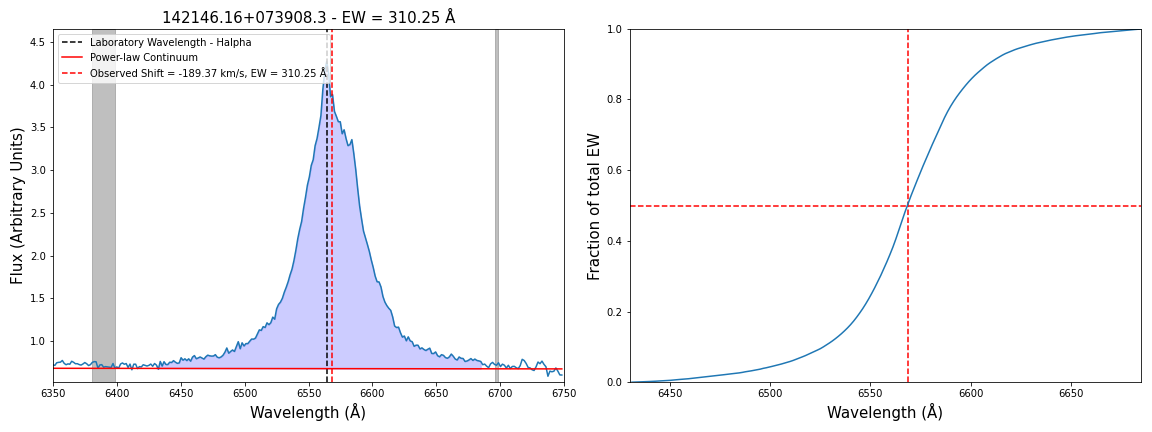 142146.16+073908.3 - EW = 310.25 Å
Laboratory Wavelength - Halpha
Power-law Continuum
Observed Shift = -189.37 km/s, EW = 310.25 Å
Flux (Arbitrary Units)
4.5
4.0
3.5
3.0
2.5
2.0
1.5
1.0
6350 6400 6450 6500 6550 6600 6650 6700 6750
Wavelength (Å)
Fraction of total EW
1.0
0.8
0.6
0.4
0.2
0.0
6450 6500 6550 6600 6650
Wavelength (Å)